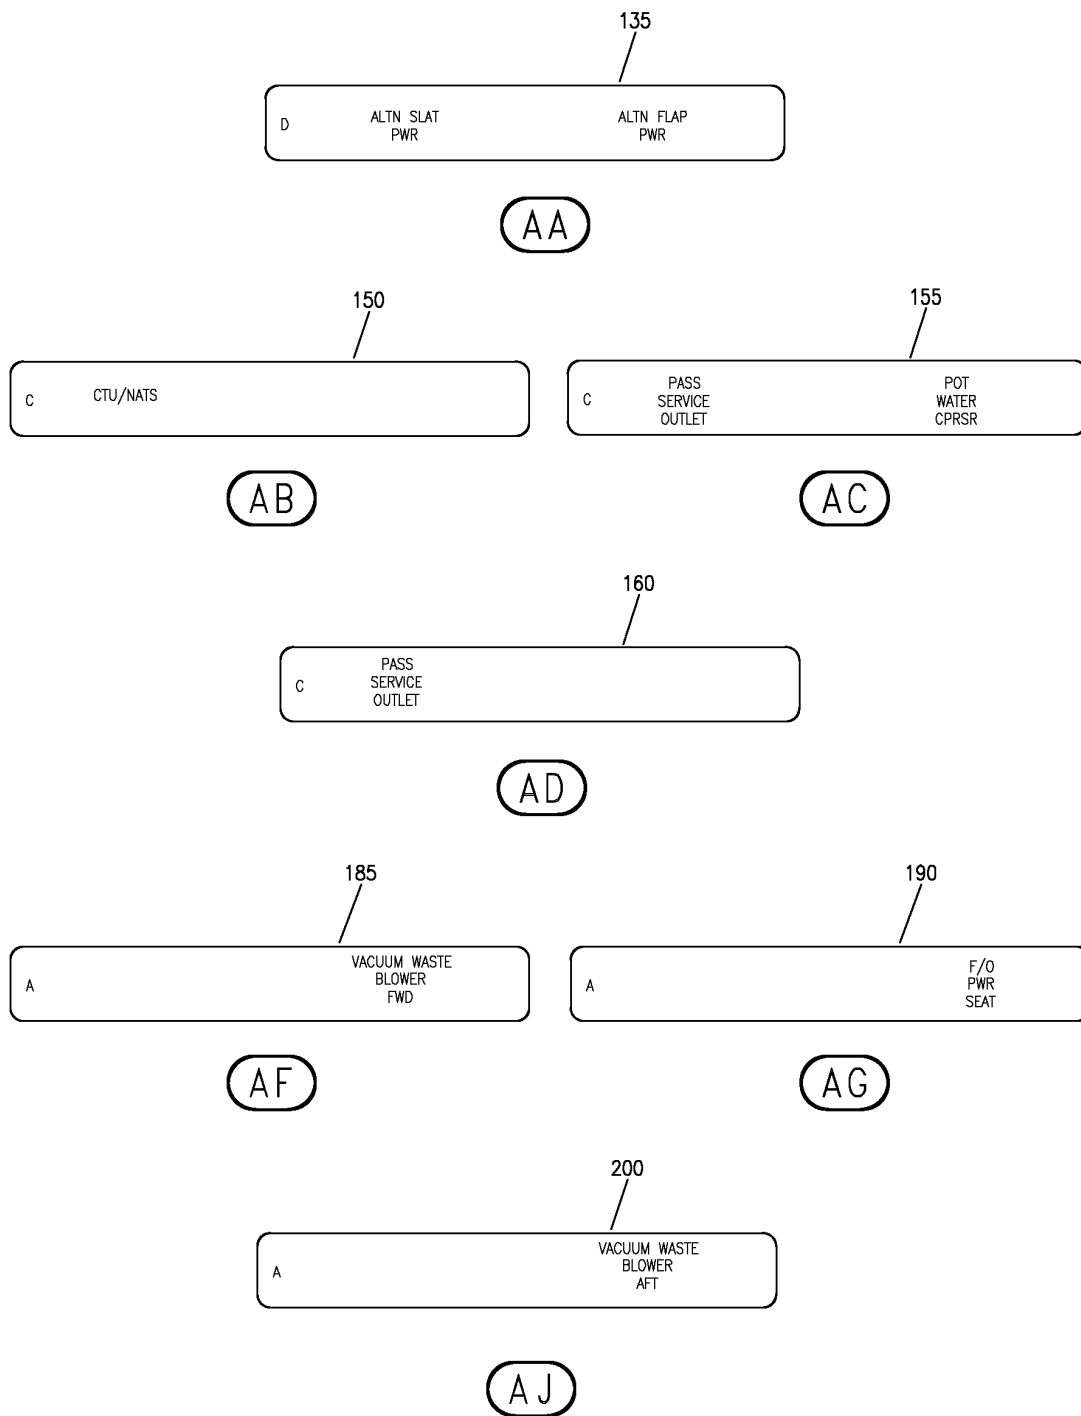 135
D
ALTN SLAT
PWR
ALTN FLAP
PWR
AA
150
C
CTU/NATS
AB
155
C
PASS
SERVICE
OUTLET
POT
WATER
CPRSR
AC
160
C
PASS
SERVICE
OUTLET
AD
185
A
VACUUM WASTE
BLOWER
FWD
AF
190
A
F/O
PWR
SEAT
AG
200
A
VACUUM WASTE
BLOWER
AFT
AJ